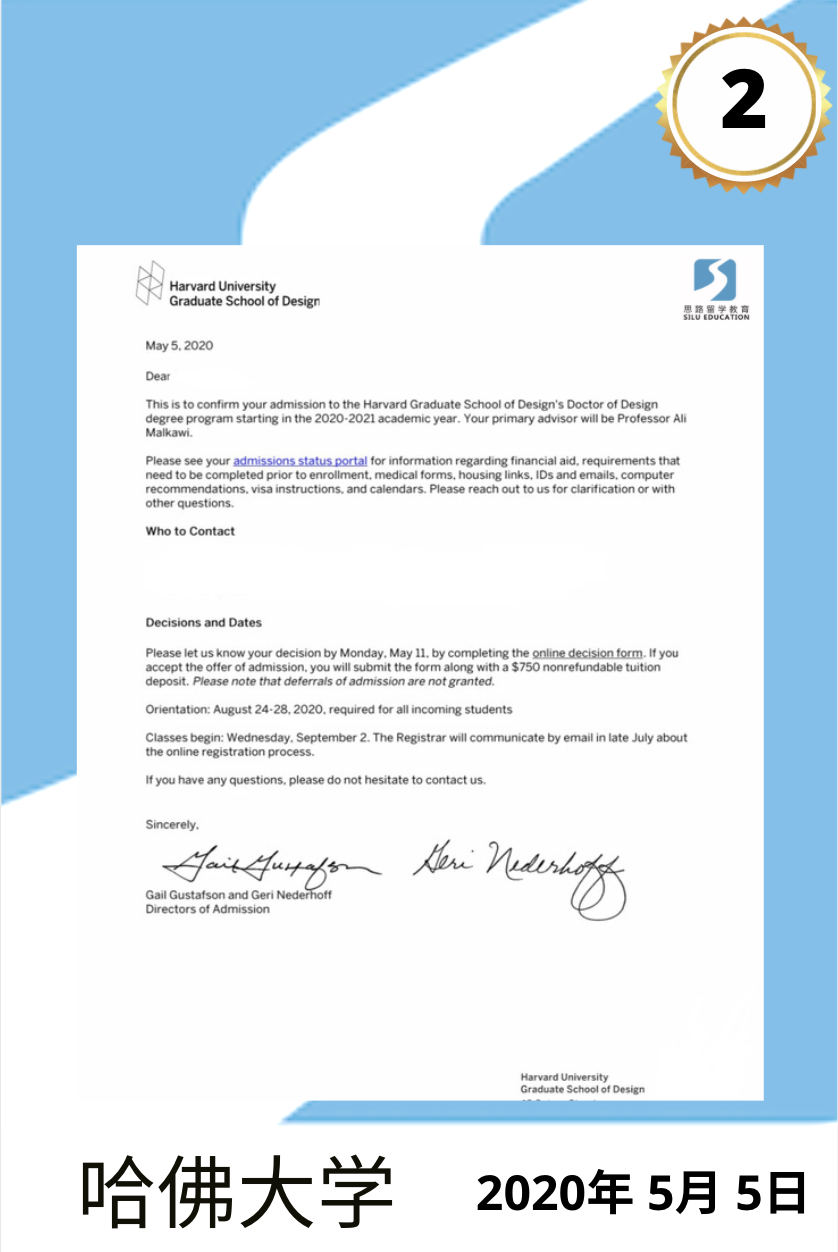 2
Harvard University
Graduate School of Design
思路留学教育
SILU EDUCATION
May 5, 2020
Dear
This is to confirm your admission to the Harvard Graduate School of Design's Doctor of Design
degree program starting in the 2020-2021 academic year. Your primary advisor will be Professor Ali
Malkawi.
Please see your admissions status portal for information regarding financial aid, requirements that
need to be completed prior to enrollment, medical forms, housing links, IDs and emails, computer
recommendations, visa instructions, and calendars. Please reach out to us for clarification or with
other questions.
Who to Contact
Decisions and Dates
Please let us know your decision by Monday, May 11, by completing the online decision form. If you
accept the offer of admission, you will submit the form along with a $750 nonrefundable tuition
deposit. Please note that deferrals of admission are not granted.
Orientation: August 24-28, 2020, required for all incoming students
Classes begin: Wednesday, September 2. The Registrar will communicate by email in late July about
the online registration process.
If you have any questions, please do not hesitate to contact us.
Sincerely,
Gail Gustafson Geri Nederhoff
Gail Gustafson and Geri Nederhoff
Directors of Admission
Harvard University
Graduate School of Design
哈佛大学
2020年 5月 5日